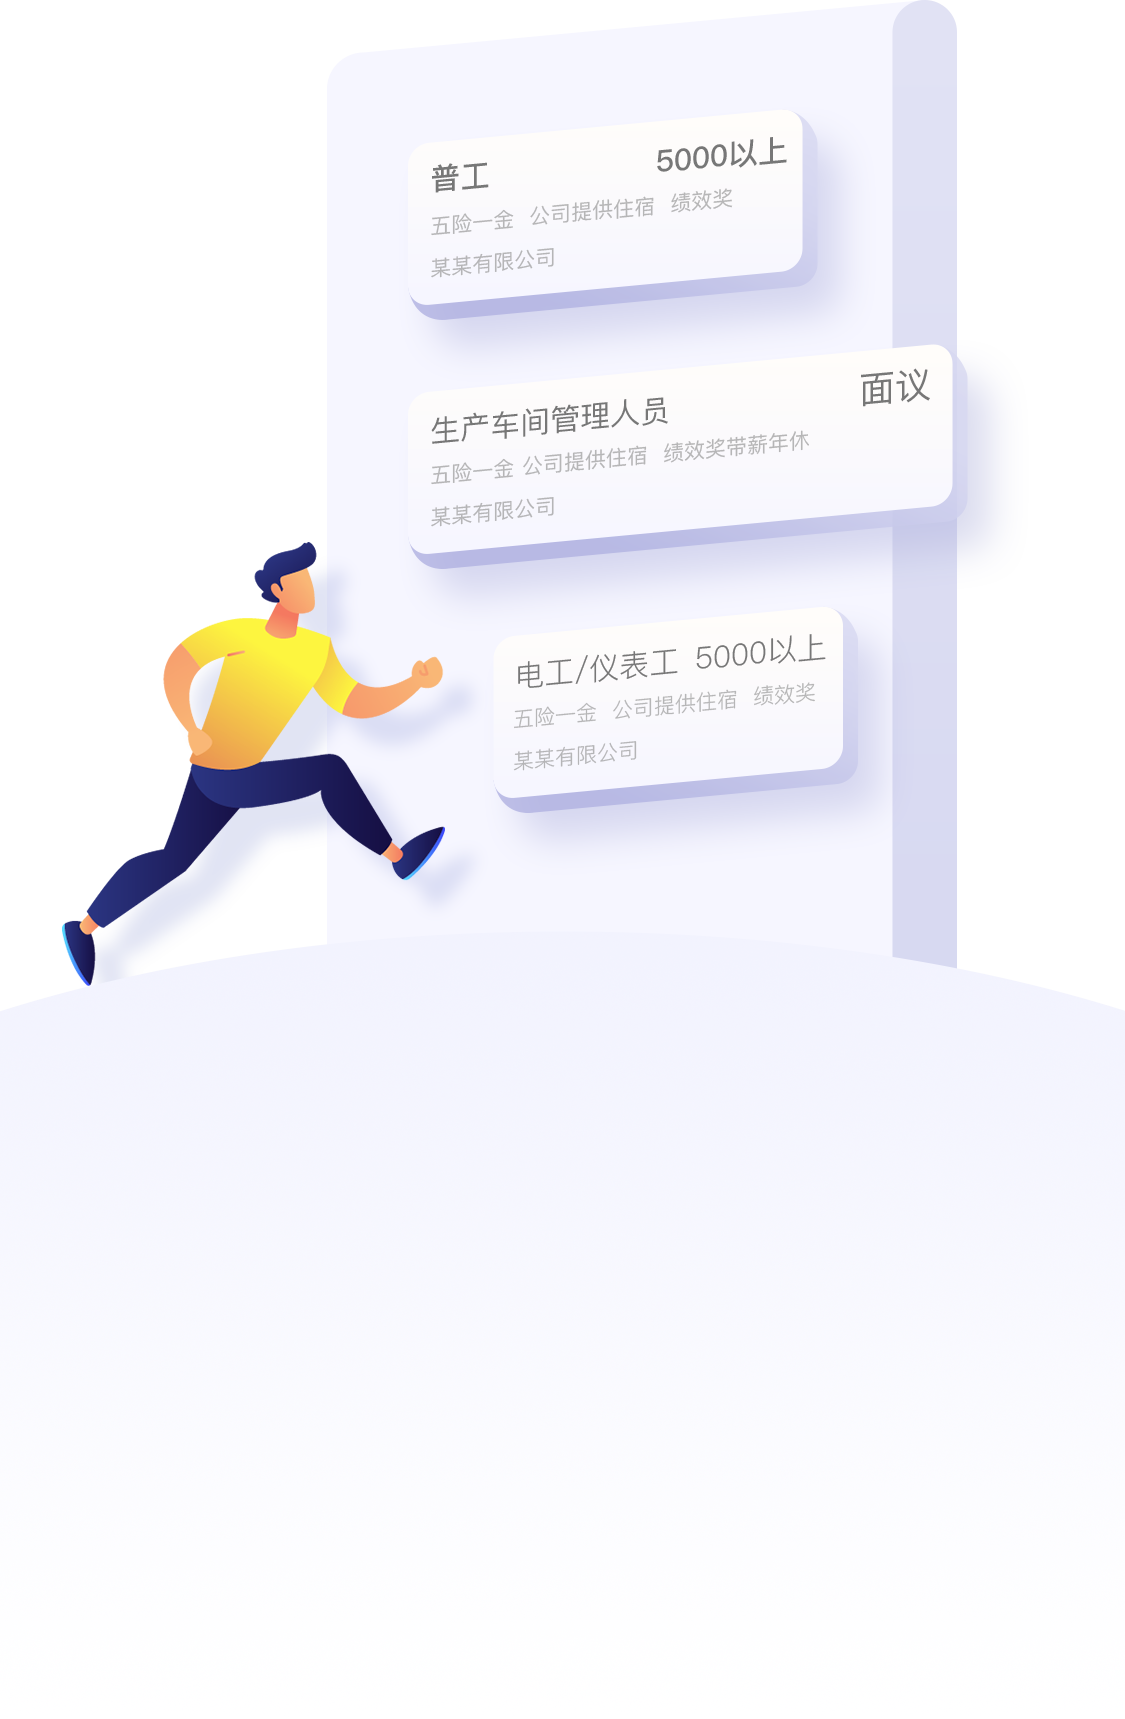 普工 5000以上
五险一金 公司提供住宿 绩效奖
某某有限公司
生产车间管理人员 面议
五险一金 公司提供住宿 绩效奖带薪年休
某某有限公司
电工/仪表工 5000以上
五险一金 公司提供住宿 绩效奖
某某有限公司